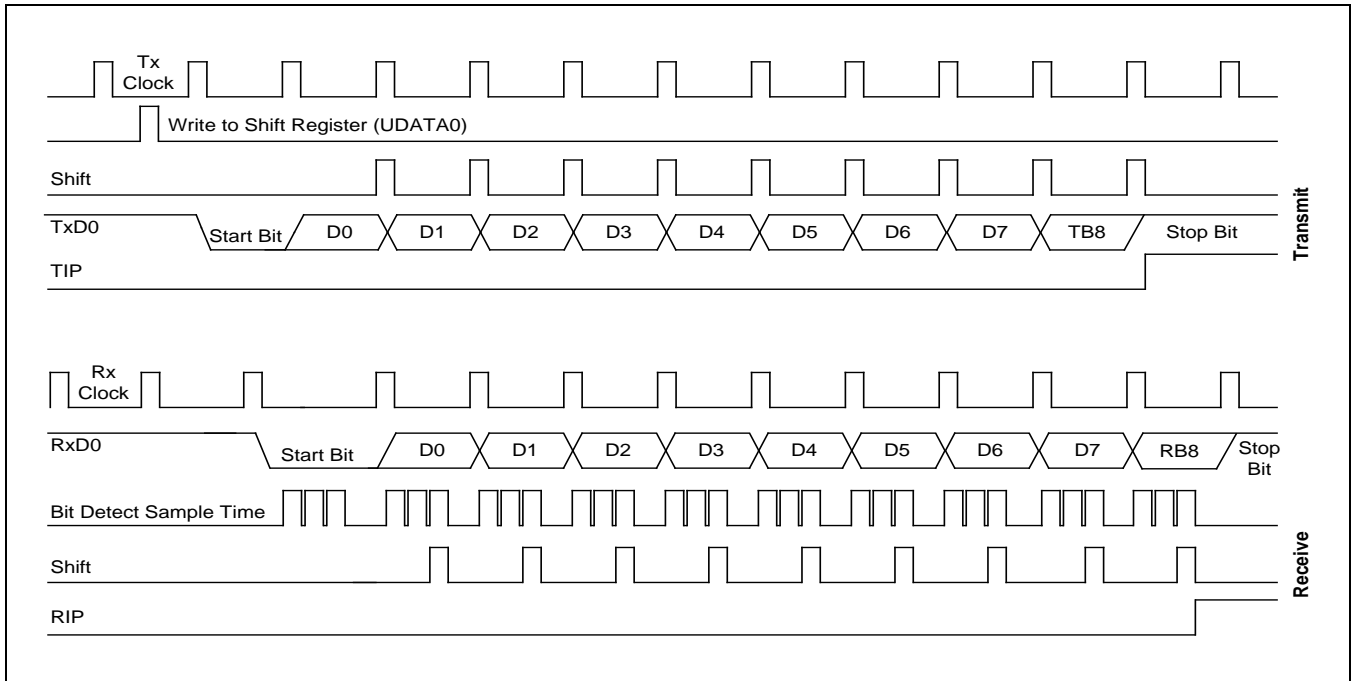 Tx
Clock
Write to Shift Register (UDATA0)
Shift
TxD0
Start Bit D0 D1 D2 D3 D4 D5 D6 D7 TB8 Stop Bit
TIP
Transmit
Rx
Clock
RxD0
Start Bit D0 D1 D2 D3 D4 D5 D6 D7 RB8 Stop
Bit
Bit Detect Sample Time
Shift
RIP
Receive